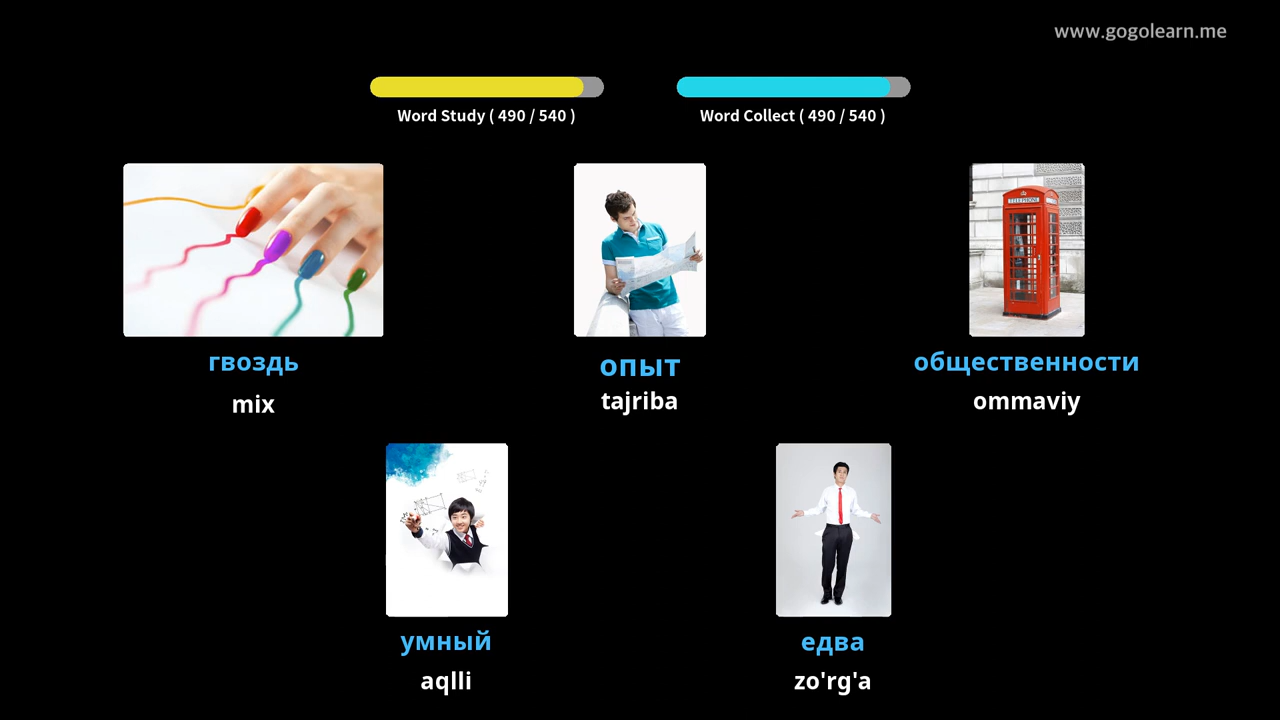 www.gogolearn.me
Word Study ( 490 / 540 )
Word Collect ( 490 / 540 )
TELEPHONE
гвоздь
mix
опыт
tajriba
общественности
ommaviy
умный
aqlli
едва
zo'rg'a